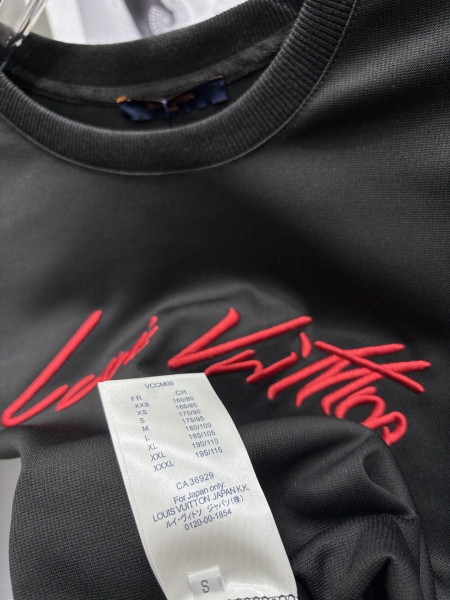 Louis Vuitton
VCCM09
FR CH
XXS 160/80
XS 165/85
S 170/90
M 175/95
L 180/100
XL 185/105
XXL 190/110
XXXL 195/115
CA 36929
For Japan only:
LOUIS VUITTON JAPAN K.K.
ルイ・ヴィトン ジャパン(株)
0120-00-1854
S